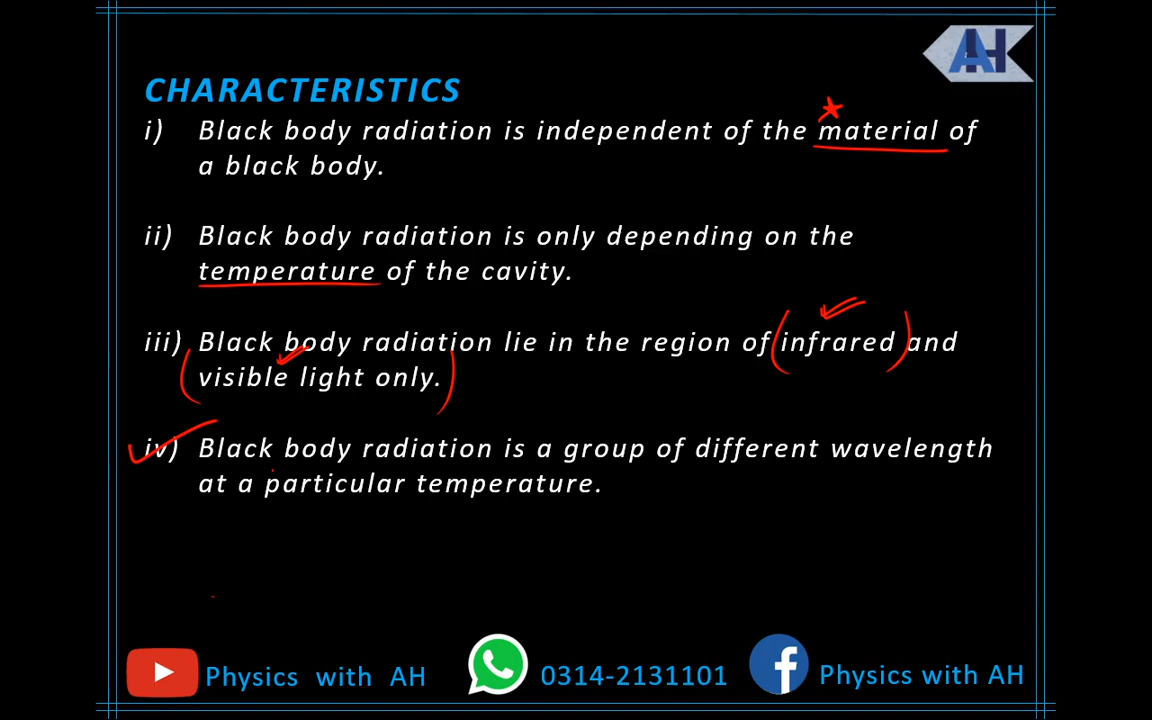 AH
CHARACTERISTICS
i) Black body radiation is independent of the material of
a black body.
ii) Black body radiation is only depending on the
temperature of the cavity.
iii) Black body radiation lie in the region of infrared and
visible light only.
iv) Black body radiation is a group of different wavelength
at a particular temperature.
Physics with AH 0314-2131101 Physics with AH